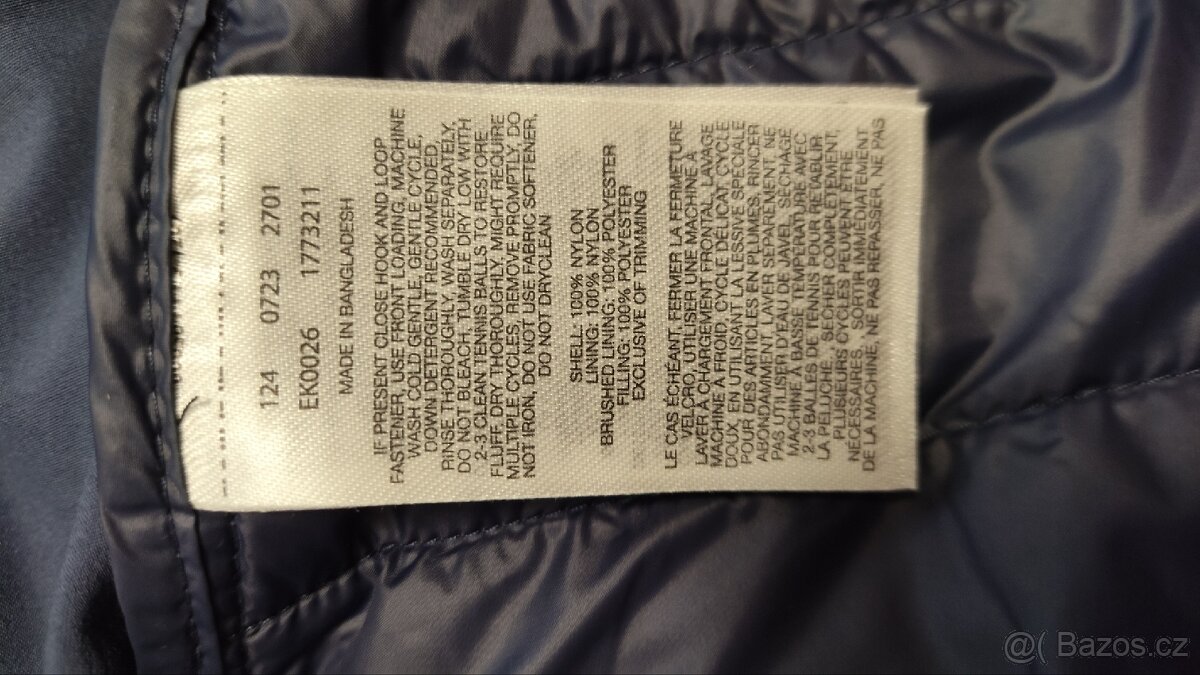 124 0723 2701
EK0026 17773211
MADE IN BANGLADESH
IF PRESENT CLOSE HOOK AND LOOP
FASTENER, USE FRONT LOADING, MACHINE
WASH COLD GENTLE, GENTLE CYCLE,
DOWN DETERGENT RECOMMENDED,
RINSE THOROUGHLY, WASH SEPARATELY,
DO NOT BLEACH, TUMBLE DRY LOW WITH
2-3 CLEAN TENNIS BALLS TO RESTORE
FLUFF, DRY THOROUGHLY, MIGHT REQUIRE
MULTIPLE CYCLES, REMOVE PROMPTLY, DO
NOT IRON, DO NOT USE FABRIC SOFTENER,
DO NOT DRYCLEAN
SHELL: 100% NYLON
LINING: 100% NYLON
BRUSHED LINING: 100% POLYESTER
FILLING: 100% POLYESTER
EXCLUSIVE OF TRIMMING
LE CAS ÉCHÉANT, FERMER LA FERMETURE
VELCRO, UTILISER UNE MACHINE À
LAVER À CHARGEMENT FRONTAL, LAVAGE
MACHINE À FROID, CYCLE DÉLICAT, CYCLE
DOUX, EN UTILISANT LA LESSIVE SPÉCIALE
POUR DES ARTICLES EN PLUMES, RINCER
ABONDAMMENT, LAVER SÉPAREMENT, NE
PAS UTILISER D'EAU DE JAVEL, SÉCHAGE
MACHINE À BASSE TEMPÉRATURE AVEC
2-3 BALLES DE TENNIS POUR RÉTABLIR
LA PELUCHE, SÉCHER COMPLÈTEMENT,
PLUSIEURS CYCLES PEUVENT ÊTRE
NÉCESSAIRES, SORTIR IMMÉDIATEMENT
DE LA MACHINE, NE PAS REPASSER, NE PAS
@( Bazos.cz